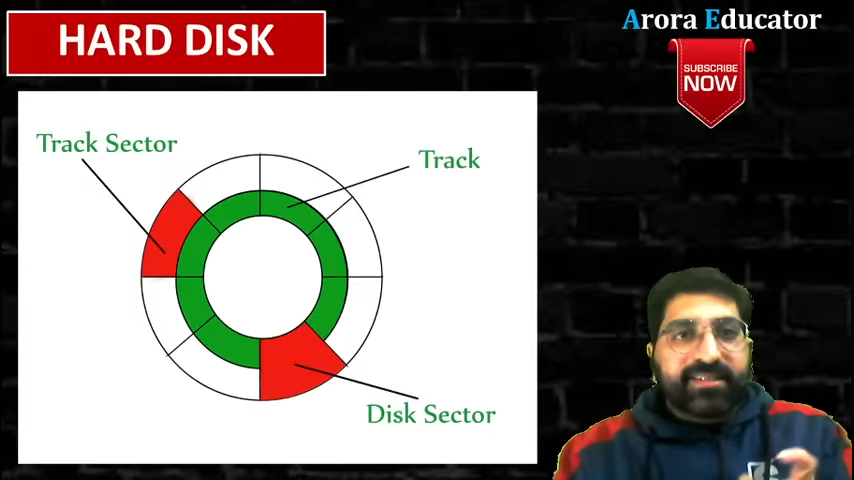 HARD DISK
Arora Educator
SUBSCRIBE
NOW
Track Sector
Track
Disk Sector